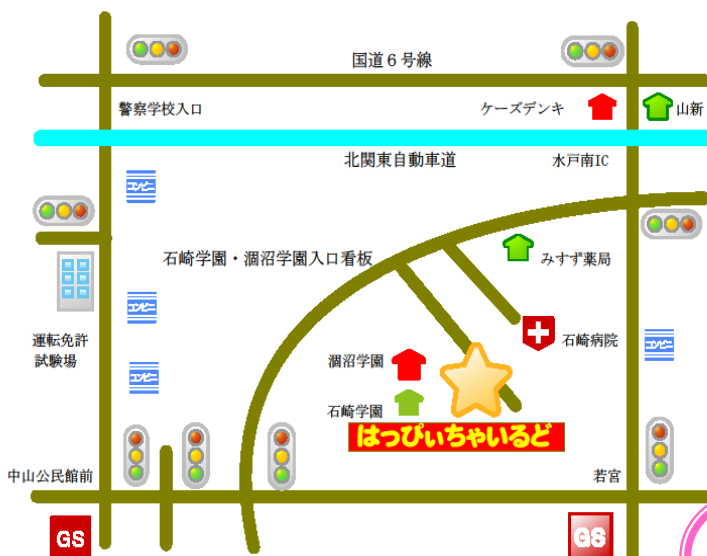 国道６号線
警察学校入口
ケーズデンキ
山新
北関東自動車道
水戸南IC
コンビニ
石崎学園・涸沼学園入口看板
みすず薬局
コンビニ
運転免許
試験場
石崎病院
コンビニ
涸沼学園
コンビニ
石崎学園
はっぴぃちゃいるど
中山公民館前
若宮
GS
GS